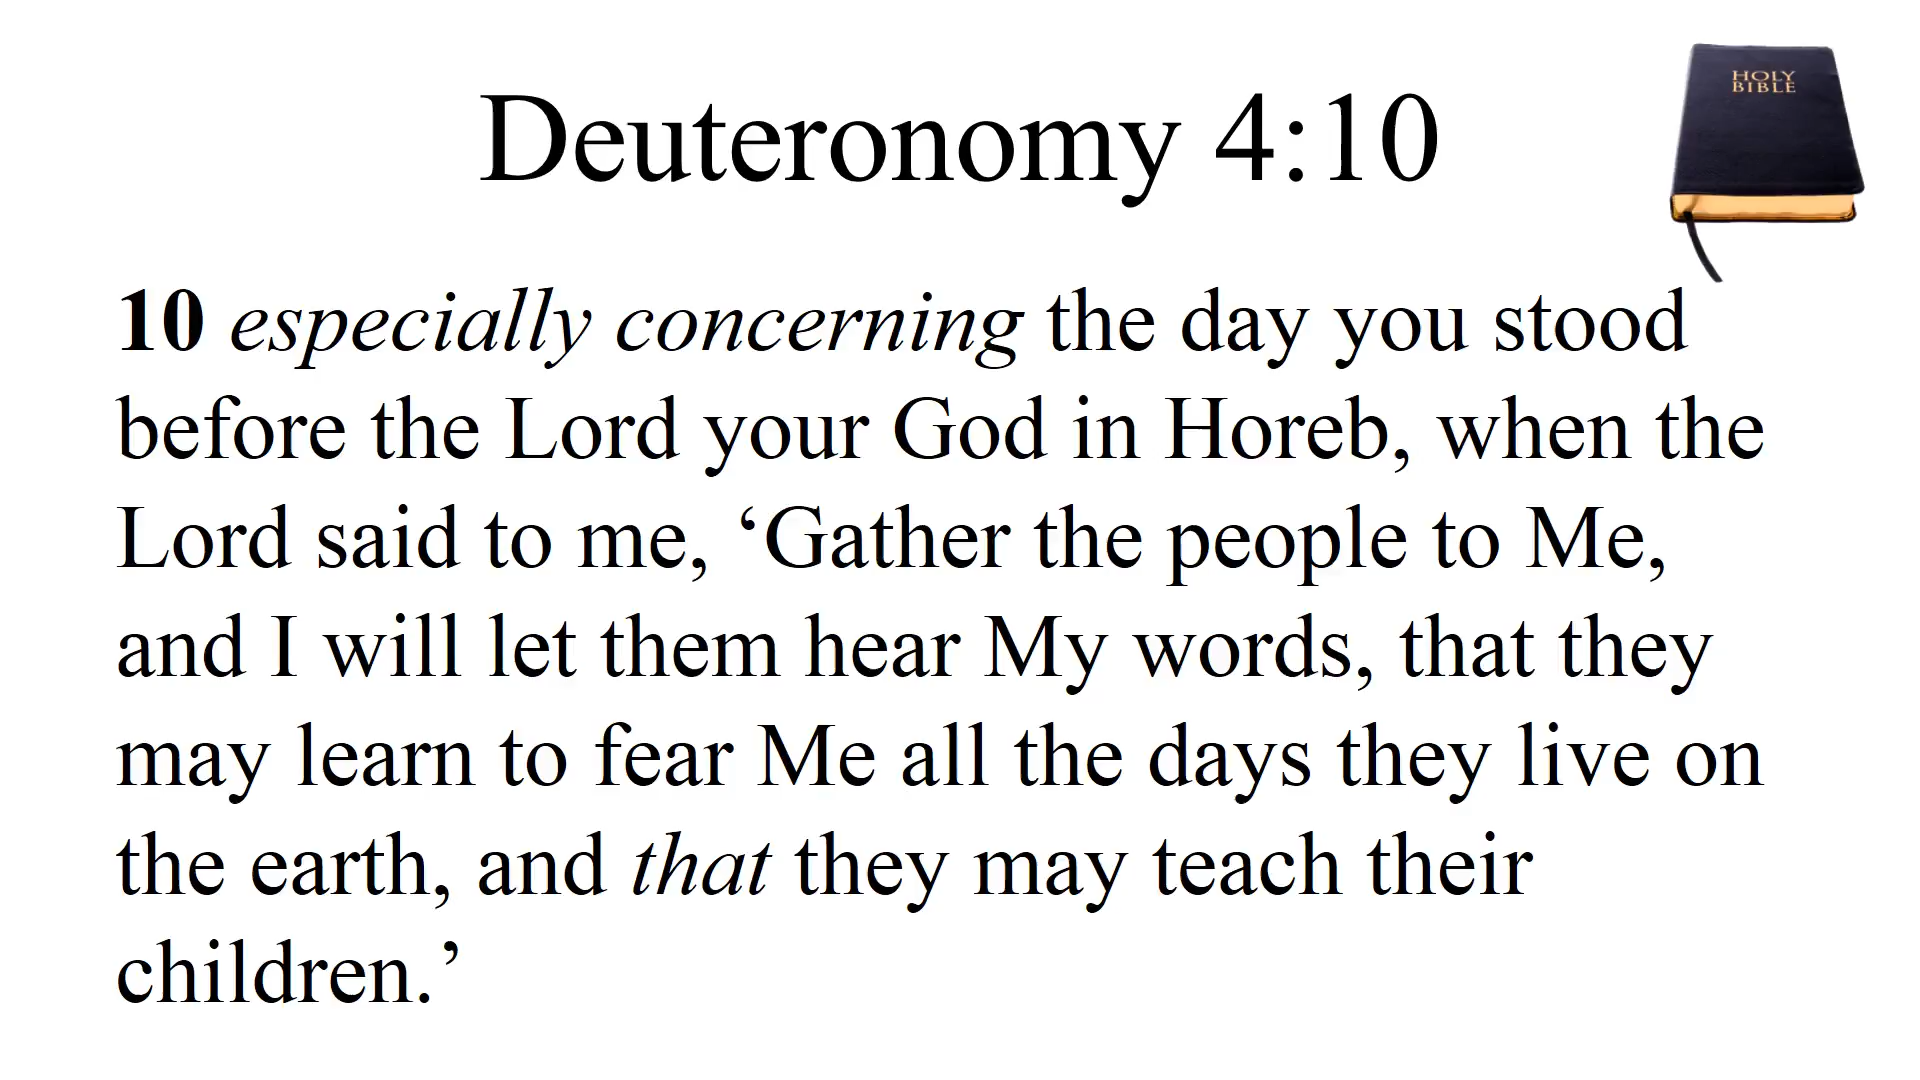 Deuteronomy 4:10
HOLY
BIBLE
10 especially concerning the day you stood
before the Lord your God in Horeb, when the
Lord said to me, ‘Gather the people to Me,
and I will let them hear My words, that they
may learn to fear Me all the days they live on
the earth, and that they may teach their
children.’